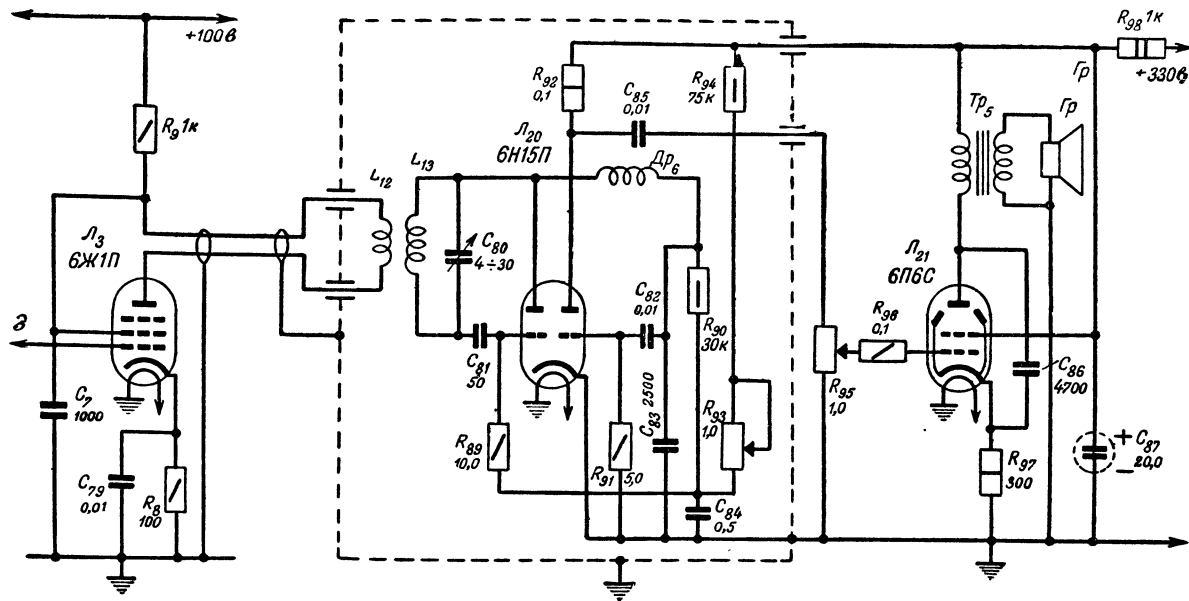 +100 в
R₉ 1к
Л₃
6Ж1П
а
C₇
1000
C₇₉
0,01
R₈
100
L₁₂
L₁₃
C₈₀
4÷30
C₈₁
50
R₈₉
10,0
Л₂₀
6Н15П
R₉₂
0,1
C₈₅
0,01
Др₆
C₈₂
0,01
R₉₁
5,0
C₈₃ 2500
R₉₀
30к
R₉₄
75к
R₉₃
1,0
C₈₄
0,5
R₉₅
1,0
R₉₆
0,1
Л₂₁
6П6С
Тр₅
Гр
Гр
R₉₈ 1к
+330в
C₈₆
4700
R₉₇
300
+
C₈₇
20,0
–